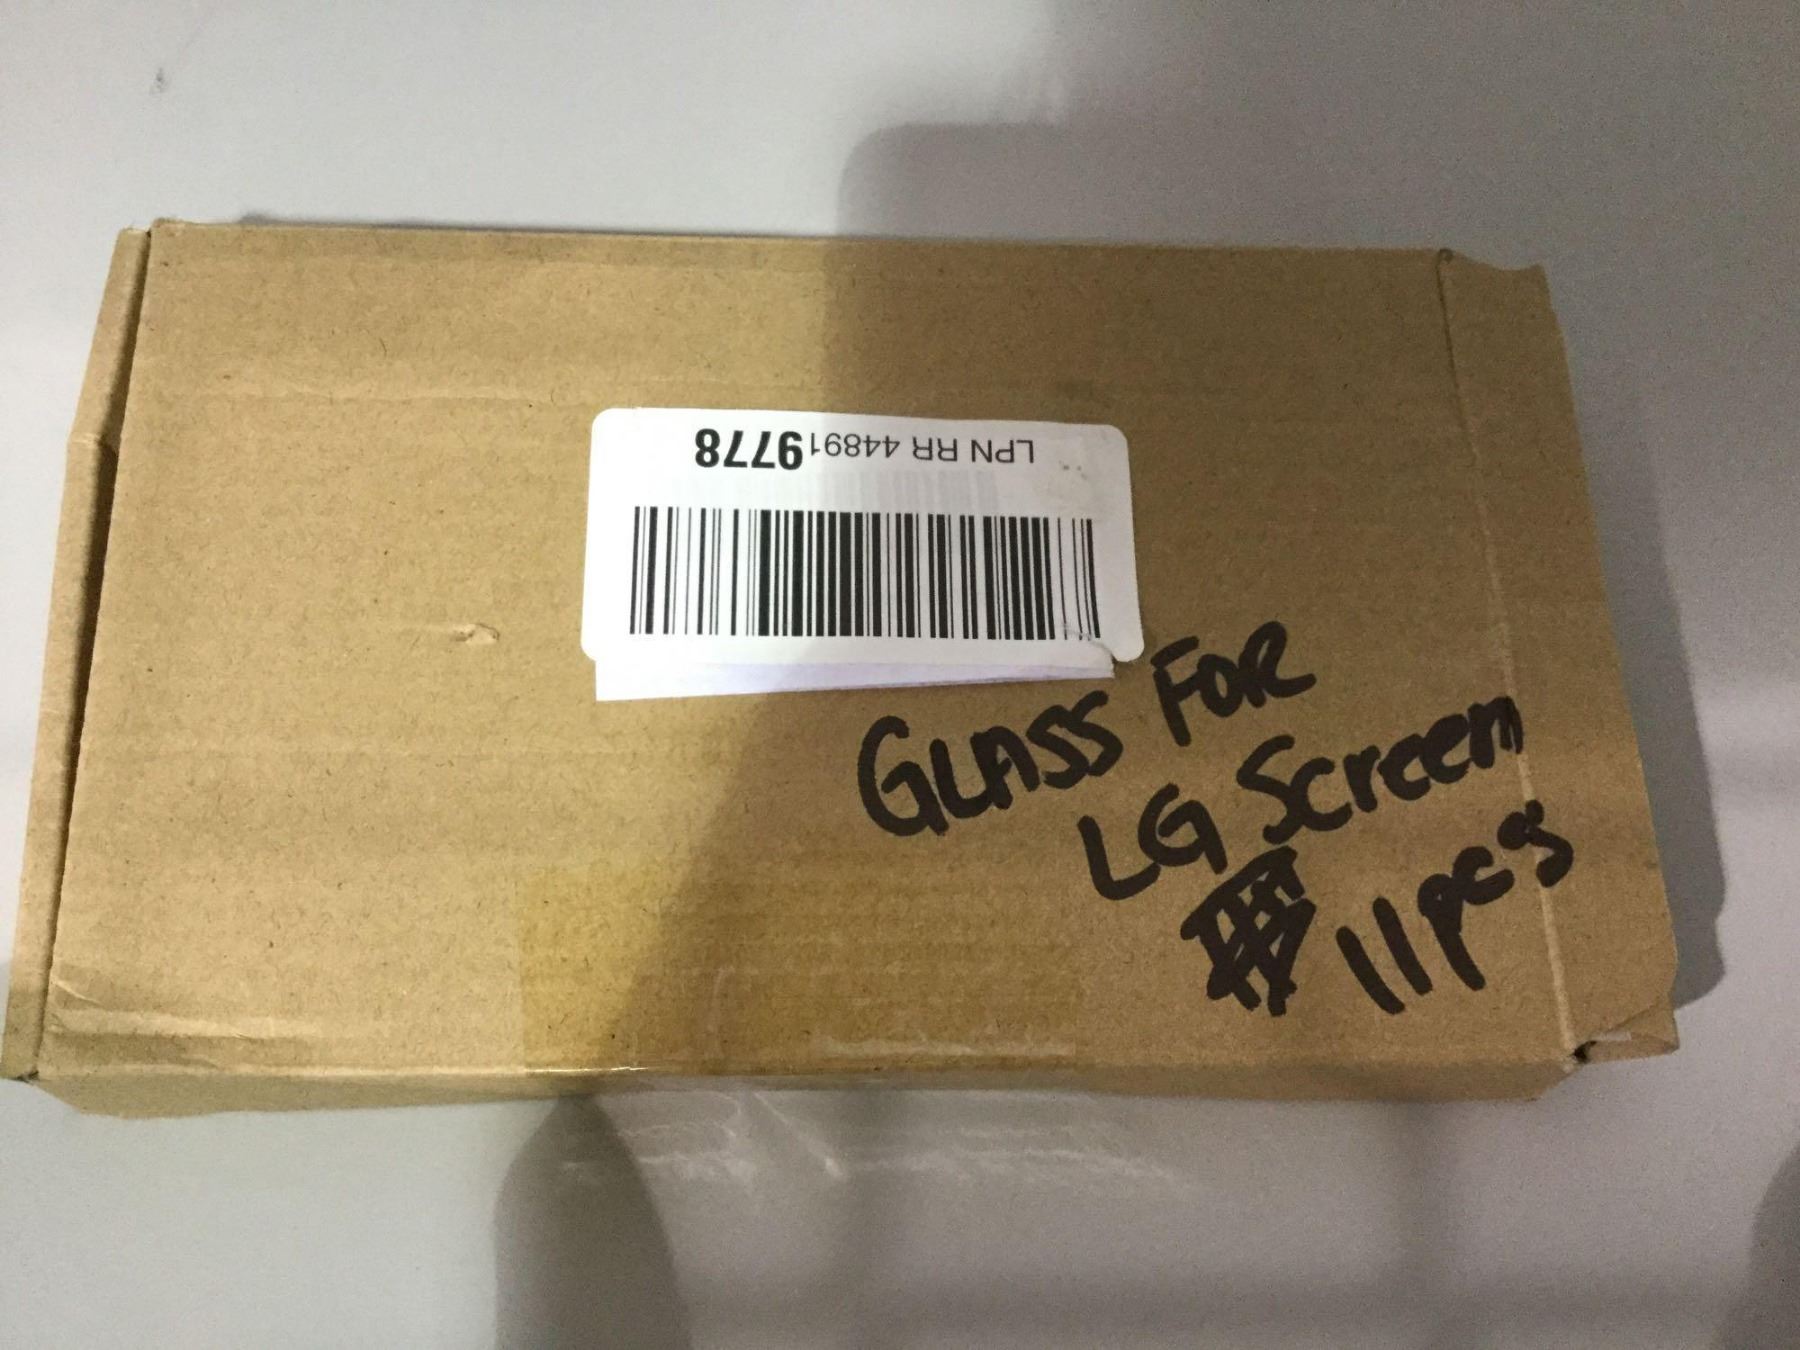 LPN RR 448919778
GLASS FOR
LG Screen
11pcs